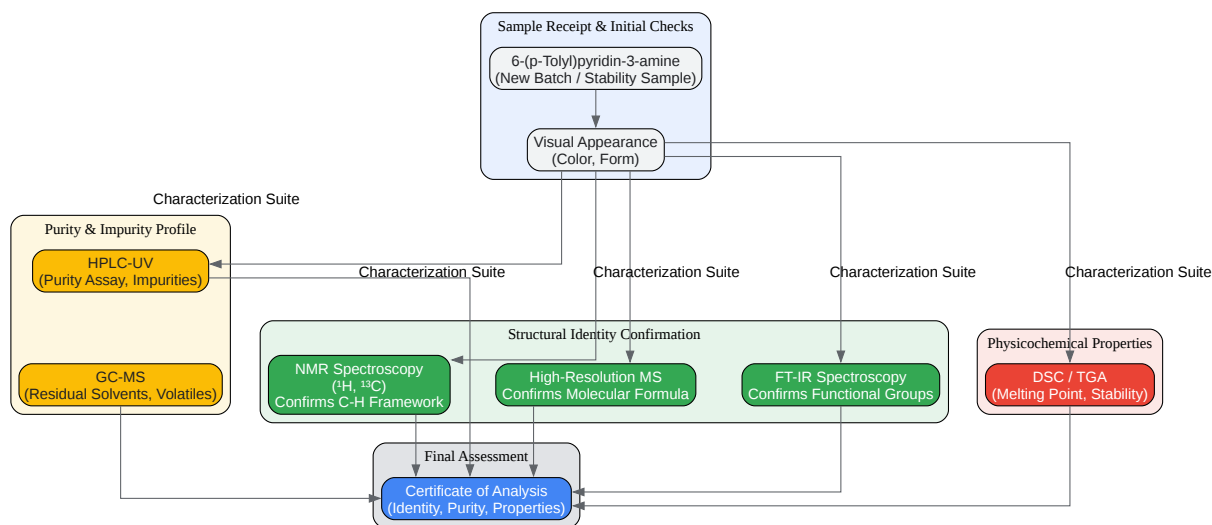 Sample Receipt & Initial Checks
6-(p-Tolyl)pyridin-3-amine
(New Batch / Stability Sample)
Visual Appearance
(Color, Form)
Characterization Suite
Purity & Impurity Profile
HPLC-UV
(Purity Assay, Impurities)
Characterization Suite
Characterization Suite
Characterization Suite
Characterization Suite
Structural Identity Confirmation
Physicochemical Properties
GC-MS
(Residual Solvents, Volatiles)
NMR Spectroscopy
(¹H, ¹³C)
Confirms C-H Framework
High-Resolution MS
Confirms Molecular Formula
FT-IR Spectroscopy
Confirms Functional Groups
DSC / TGA
(Melting Point, Stability)
Final Assessment
Certificate of Analysis
(Identity, Purity, Properties)